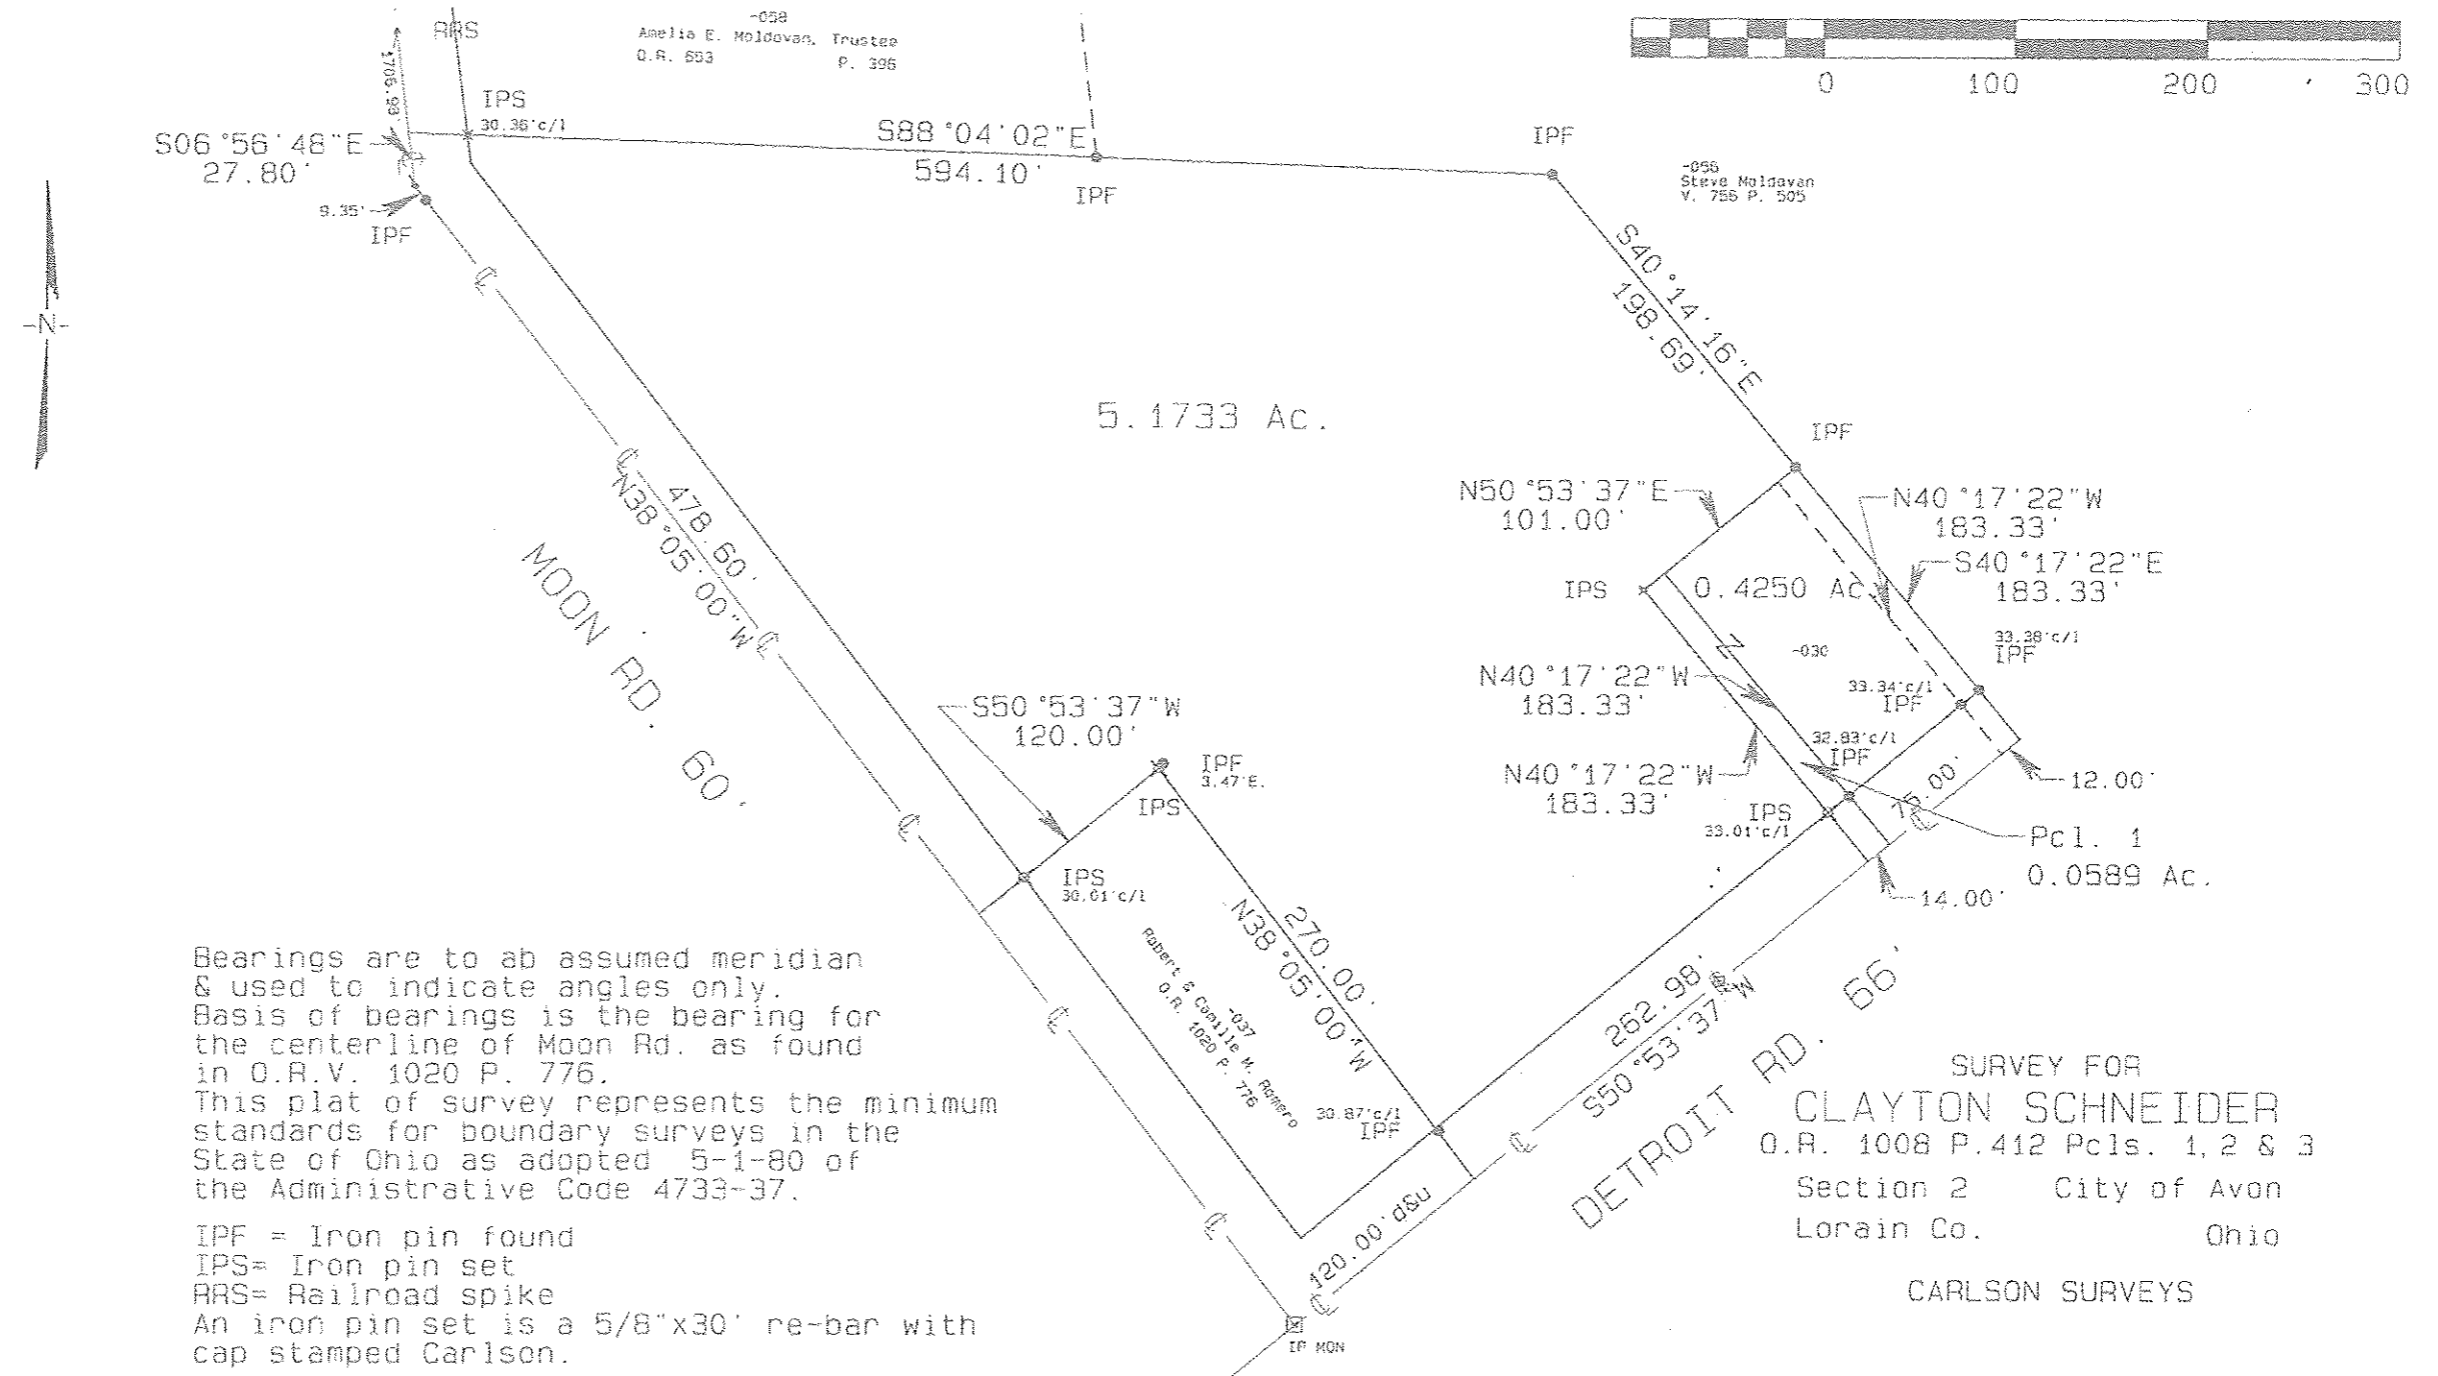 -058
Amelia E. Moldovan, Trustee
O.R. 653 P. 396
0 100 200 300
RRS
1706.98'
IPS
30.36'c/l
S06°56'48"E
27.80'
9.35'
IPF
S88°04'02"E
594.10'
IPF
IPF
-056
Steve Moldovan
V. 756 P. 505
-N-
S40°14'16"E
198.69'
5.1733 Ac.
IPF
N50°53'37"E
101.00'
N40°17'22"W
183.33'
S40°17'22"E
183.33'
IPS
0.4250 Ac.
-030
33.38'c/l
IPF
N40°17'22"W
183.33'
33.34'c/l
IPF
32.83'c/l
IPF
N40°17'22"W
183.33'
IPS
33.01'c/l
75.00'
12.00'
14.00'
Pcl. 1
0.0589 Ac.
478.60'
N38°05'00"W
MOON RD. 60'
S50°53'37"W
120.00'
IPF
3.47'E.
IPS
IPS
30.01'c/l
270.00'
N38°05'00"W
-037
Robert & Camille M. Romero
O.R. 1020 P. 776
30.87'c/l
IPF
262.98'
S50°53'37"W
DETROIT RD. 66'
120.00'd&u
IP MON
Bearings are to ab assumed meridian
& used to indicate angles only.
Basis of bearings is the bearing for
the centerline of Moon Rd. as found
in O.R.V. 1020 P. 776.
This plat of survey represents the minimum
standards for boundary surveys in the
State of Ohio as adopted 5-1-80 of
the Administrative Code 4733-37.
IPF = Iron pin found
IPS= Iron pin set
RRS= Railroad spike
An iron pin set is a 5/8"x30' re-bar with
cap stamped Carlson.
SURVEY FOR
CLAYTON SCHNEIDER
O.R. 1008 P.412 Pcls. 1,2 & 3
Section 2 City of Avon
Lorain Co. Ohio
CARLSON SURVEYS